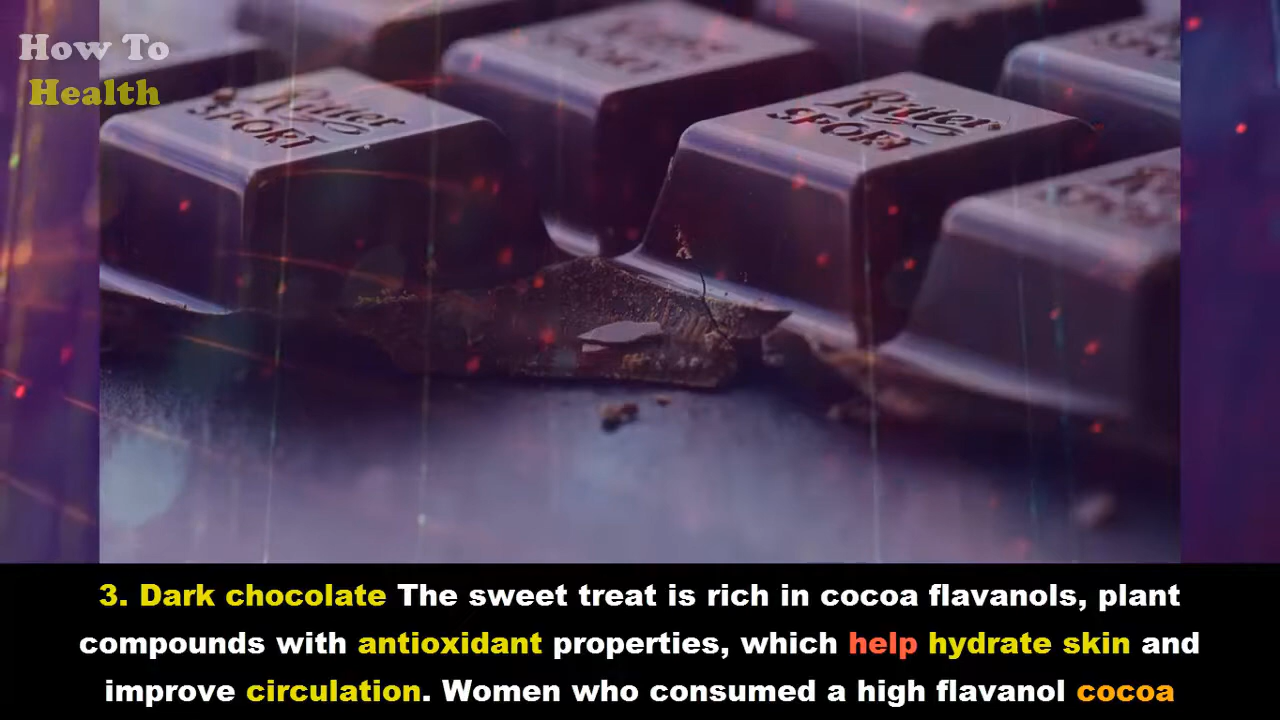 How To
Health
Ritter
SPORT
Ritter
SPORT
3. Dark chocolate The sweet treat is rich in cocoa flavanols, plant
compounds with antioxidant properties, which help hydrate skin and
improve circulation. Women who consumed a high flavanol cocoa